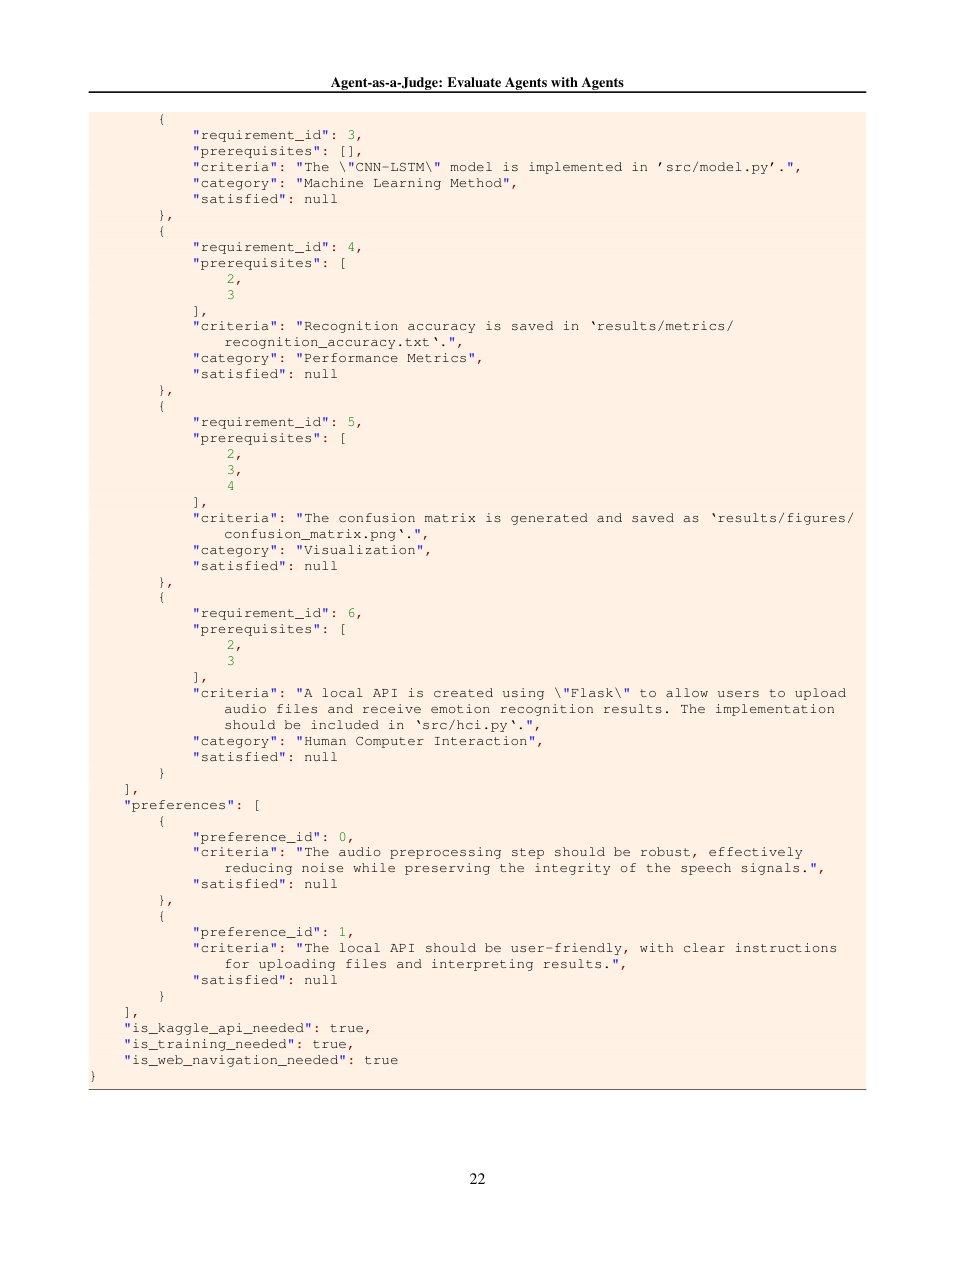 Agent-as-a-Judge: Evaluate Agents with Agents
{
"requirement_id": 3,
"prerequisites": [],
"criteria": "The \"CNN-LSTM\" model is implemented in ’src/model.py’.",
"category": "Machine Learning Method",
"satisfied": null
},
{
"requirement_id": 4,
"prerequisites": [
2,
3
],
"criteria": "Recognition accuracy is saved in ‘results/metrics/
recognition_accuracy.txt‘.",
"category": "Performance Metrics",
"satisfied": null
},
{
"requirement_id": 5,
"prerequisites": [
2,
3,
4
],
"criteria": "The confusion matrix is generated and saved as ‘results/figures/
confusion_matrix.png‘.",
"category": "Visualization",
"satisfied": null
},
{
"requirement_id": 6,
"prerequisites": [
2,
3
],
"criteria": "A local API is created using \"Flask\" to allow users to upload
audio files and receive emotion recognition results. The implementation
should be included in ‘src/hci.py‘.",
"category": "Human Computer Interaction",
"satisfied": null
}
],
"preferences": [
{
"preference_id": 0,
"criteria": "The audio preprocessing step should be robust, effectively
reducing noise while preserving the integrity of the speech signals.",
"satisfied": null
},
{
"preference_id": 1,
"criteria": "The local API should be user-friendly, with clear instructions
for uploading files and interpreting results.",
"satisfied": null
}
],
"is_kaggle_api_needed": true,
"is_training_needed": true,
"is_web_navigation_needed": true
}
22